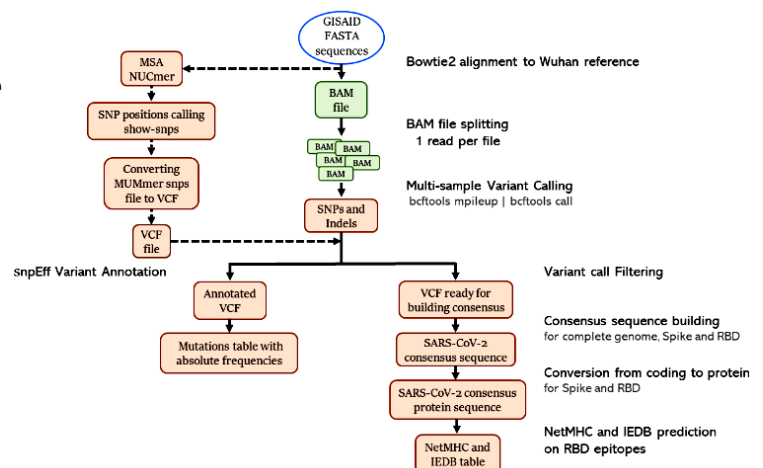 GISAID
FASTA
sequences
MSA
NUCmer
Bowtie2 alignment to Wuhan reference
BAM
file
SNP positions calling
show-snps
BAM file splitting
1 read per file
BAM
BAM
BAM
BAM
BAM
Converting
MUMmer snps
file to VCF
Multi-sample Variant Calling
bcftools mpileup | bcftools call
SNPs and
Indels
VCF
file
snpEff Variant Annotation
Variant call Filtering
Annotated
VCF
VCF ready for
building consensus
Consensus sequence building
for complete genome, Spike and RBD
Mutations table with
absolute frequencies
SARS-CoV-2
consensus sequence
Conversion from coding to protein
for Spike and RBD
SARS-CoV-2 consensus
protein sequence
NetMHC and IEDB prediction
on RBD epitopes
NetMHC and
IEDB table